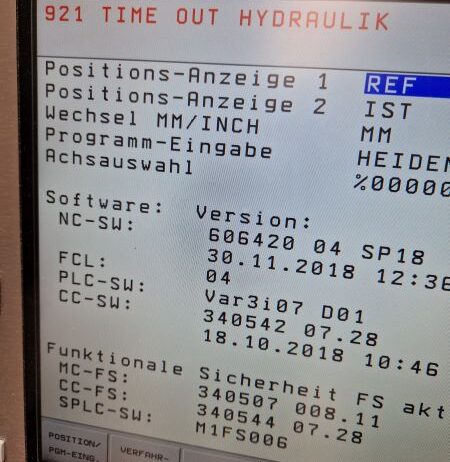 921 TIME OUT HYDRAULIK
Positions-Anzeige 1 REF
Positions-Anzeige 2 IST
Wechsel MM/INCH MM
Programm-Eingabe HEIDEN
Achsauswahl %00000
Software: Version:
NC-SW: 606420 04 SP18
30.11.2018 12:36
FCL: 04
PLC-SW: Var3i07 D01
CC-SW: 340542 07.28
18.10.2018 10:46
Funktionale Sicherheit FS akt
MC-FS: 340507 008.11
CC-FS: 340544 07.28
SPLC-SW: M1FS006
POSITION/
PGM-EING.
VERFAHR-